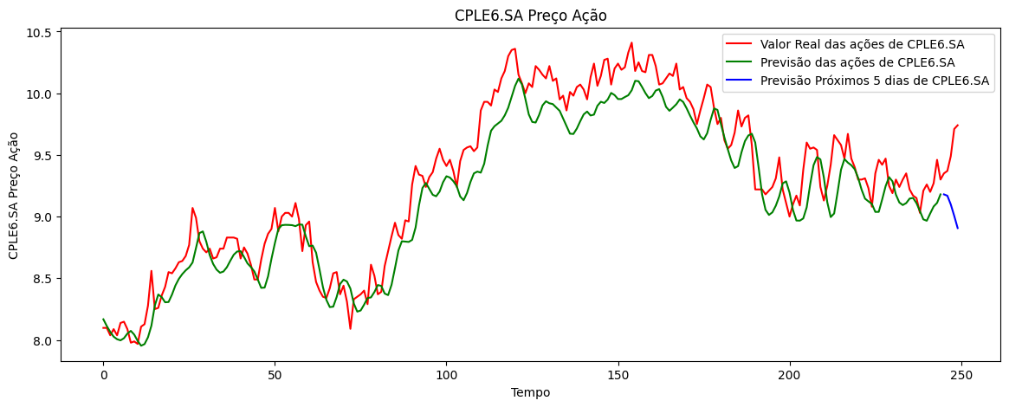 CPLE6.SA Preço Ação
Valor Real das ações de CPLE6.SA
Previsão das ações de CPLE6.SA
Previsão Próximos 5 dias de CPLE6.SA
CPLE6.SA Preço Ação
10.5
10.0
9.5
9.0
8.5
8.0
0
50
100
150
200
250
Tempo